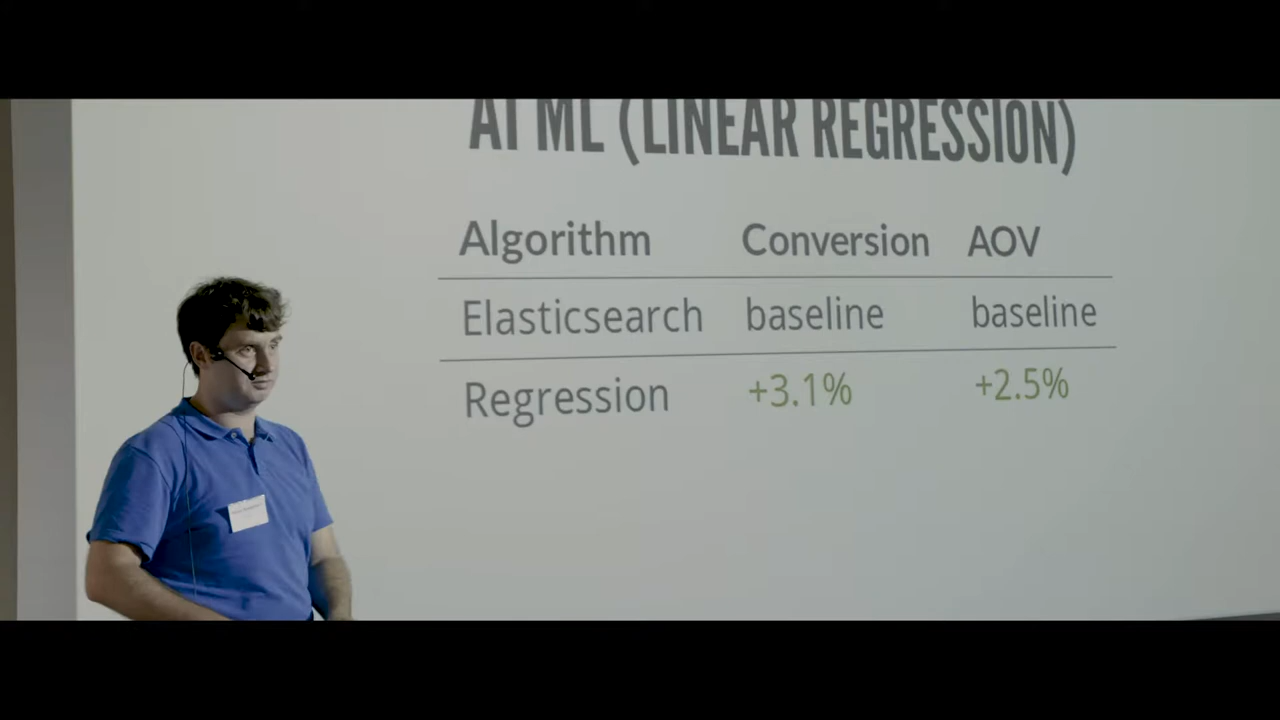 AI ML (LINEAR REGRESSION)
Algorithm Conversion AOV
Elasticsearch baseline baseline
Regression +3.1% +2.5%